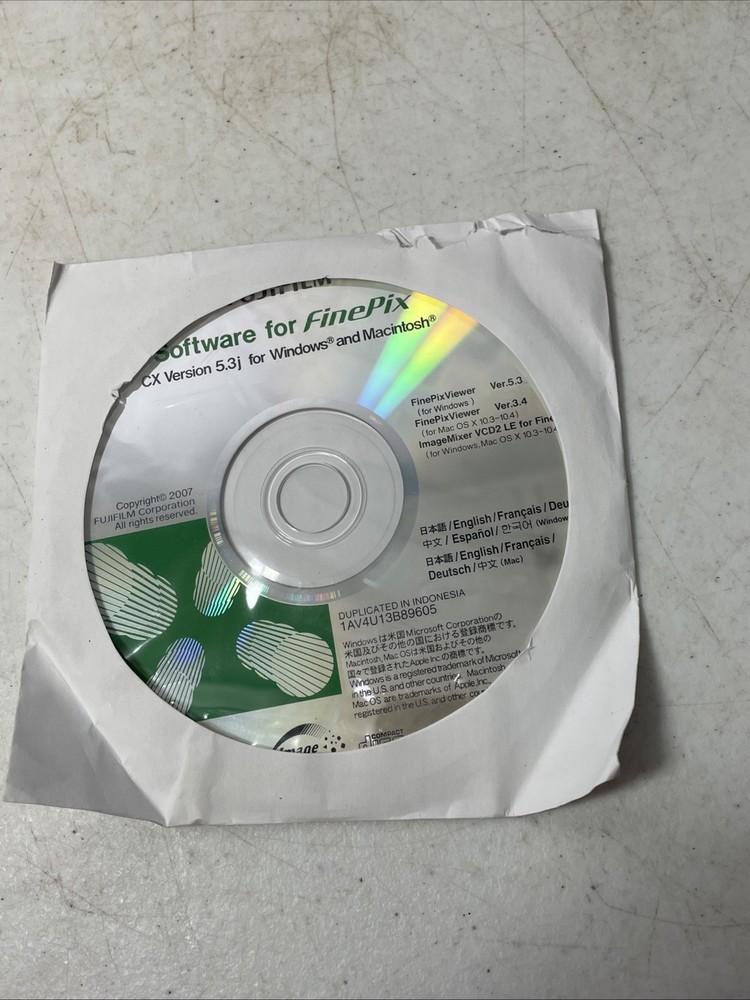 Software for FinePix
CX Version 5.3j for Windows® and Macintosh®
FinePixViewer Ver.5.3
(for Windows)
FinePixViewer Ver.3.4
(for Mac OS X 10.3-10.4)
ImageMixer VCD2 LE for Fine
(for Windows, Mac OS X 10.3-10.4
Copyright© 2007
FUJIFILM Corporation
All rights reserved.
日本語 / English / Français / Deu
中文 / Español / 한국어 (Window
日本語 / English / Français /
Deutsch / 中文 (Mac)
DUPLICATED IN INDONESIA
1AV4U13B89605
Windowsは米国Microsoft Corporationの
米国及びその他の国における登録商標です。
Macintosh, Mac OSは米国およびその他の
国々で登録されたApple Inc.の商標です。
Windows is a registered trademark of Microsoft
in the U.S. and other countries. Macintosh
Mac OS are trademarks of Apple Inc.,
registered in the U.S. and other co
Image
COMPACT